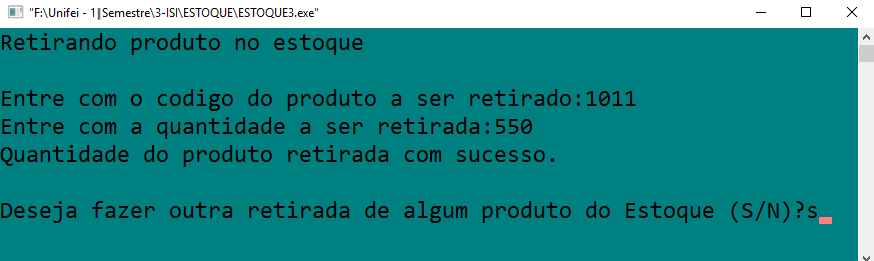 "F:\Unifei - 1║Semestre\3-ISI\ESTOQUE\ESTOQUE3.exe"
Retirando produto no estoque
Entre com o codigo do produto a ser retirado:1011
Entre com a quantidade a ser retirada:550
Quantidade do produto retirada com sucesso.
Deseja fazer outra retirada de algum produto do Estoque (S/N)?s